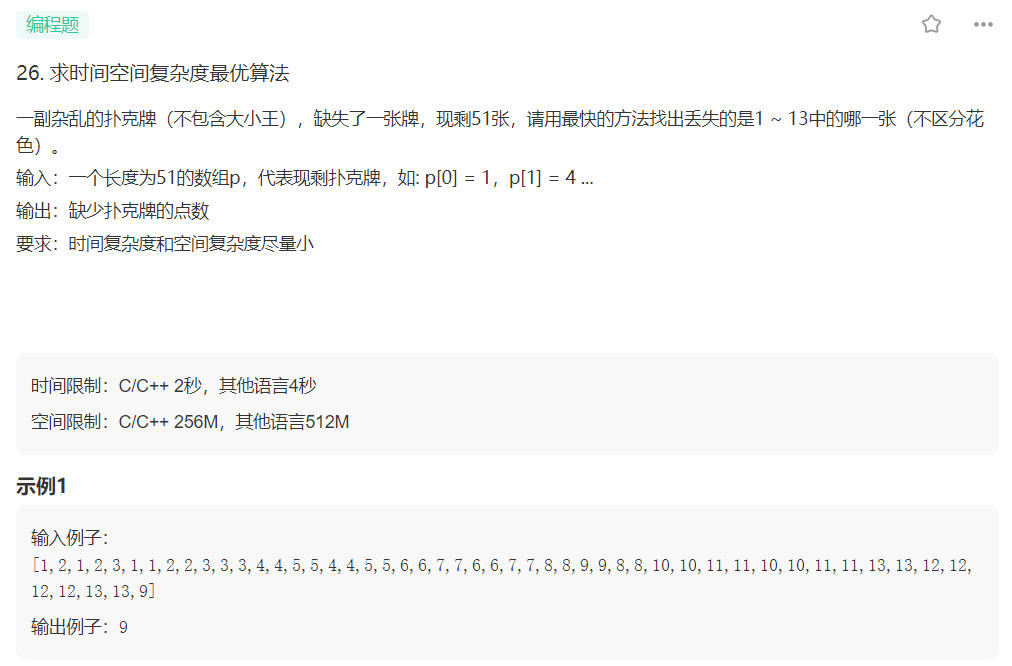 编程题
26. 求时间空间复杂度最优算法
一副杂乱的扑克牌（不包含大小王），缺失了一张牌，现剩51张，请用最快的方法找出丢失的是1 ~ 13中的哪一张（不区分花
色）。
输入：一个长度为51的数组p，代表现剩扑克牌，如: p[0] = 1，p[1] = 4 ...
输出：缺少扑克牌的点数
要求：时间复杂度和空间复杂度尽量小
时间限制：C/C++ 2秒，其他语言4秒
空间限制：C/C++ 256M，其他语言512M
示例1
输入例子：
[1,2,1,2,3,1,1,2,2,3,3,3,4,4,5,5,4,4,5,5,6,6,7,7,6,6,7,7,8,8,9,9,8,8,10,10,11,11,10,10,11,11,13,13,12,12,
12,12,13,13,9]
输出例子：9